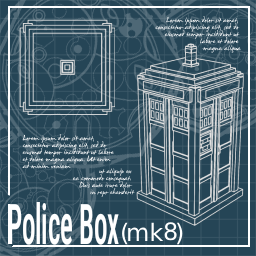 Lorem ipsum dolor sit amet,
consectetur adipisicing elit, sed do
eiusmod tempor incididunt ut
labore et dolore
magna aliqua.
Lorem ipsum dolor sit amet,
consectetur adipisicing elit, sed do
eiusmod tempor incididunt ut labore
et dolore magna aliqua. Ut enim
ad minim veniam
ut aliquip ex
ea commodo consequat.
Duis aute irure dolor
in reprehenderit
Police Box (mk8)